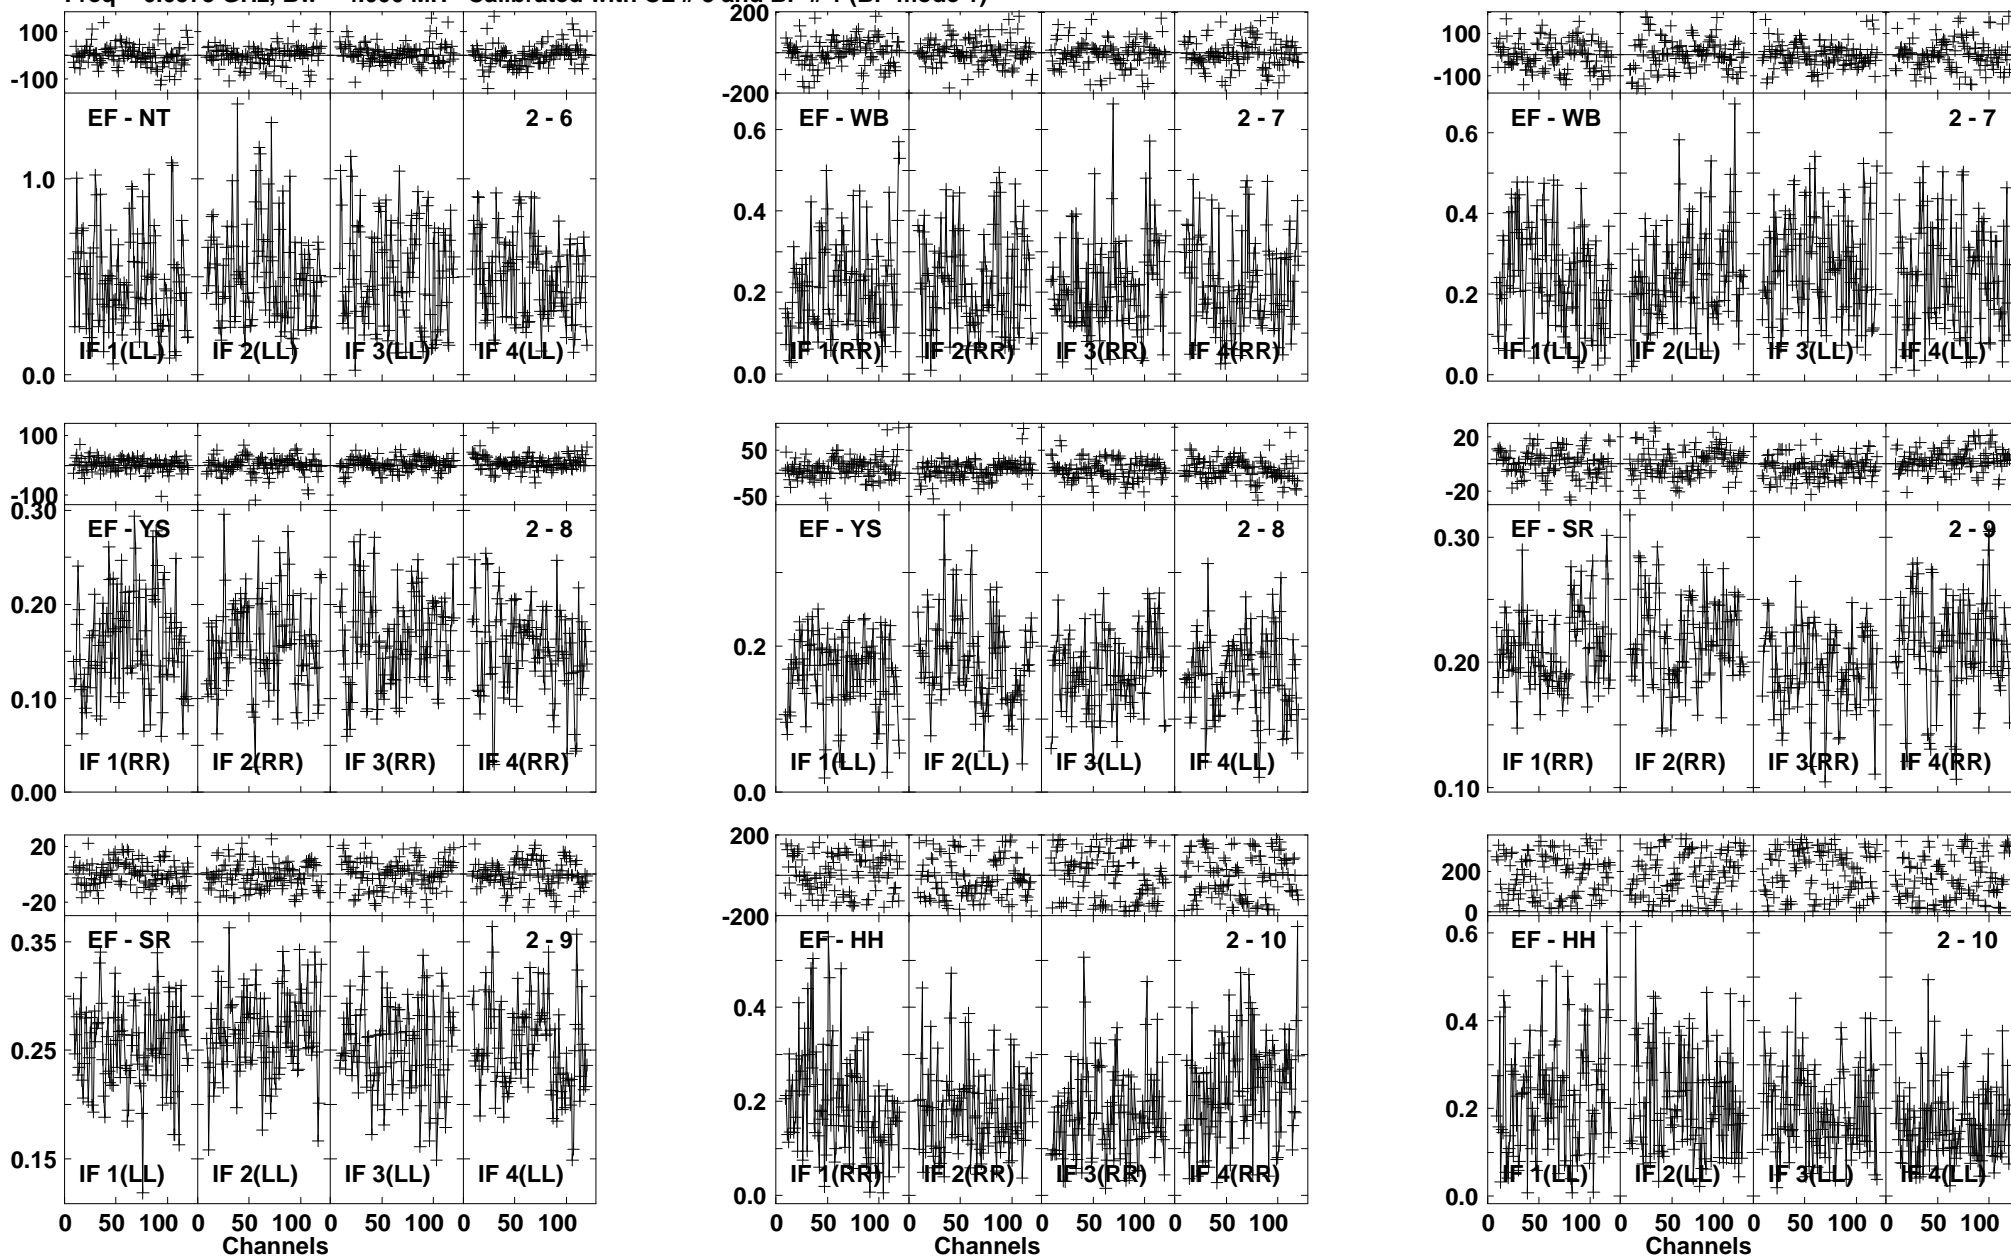 100 200 100
-100 -200 -100
EF - NT 2 - 6 EF - WB 2 - 7 EF - WB 2 - 7
0.6 0.6
1.0 0.4 0.4
0.2 0.2
IF 1(LL) IF 2(LL) IF 3(LL) IF 4(LL) IF 1(RR) IF 2(RR) IF 3(RR) IF 4(RR) IF 1(LL) IF 2(LL) IF 3(LL) IF 4(LL)
0.0 0.0 0.0
100 50 20
-100 -50 -20
0.30 EF - YS 2 - 8 EF - YS 2 - 8 EF - SR 2 - 9
0.30
0.20 0.2 0.20
0.10
IF 1(RR) IF 2(RR) IF 3(RR) IF 4(RR) IF 1(LL) IF 2(LL) IF 3(LL) IF 4(LL) IF 1(RR) IF 2(RR) IF 3(RR) IF 4(RR)
0.00 0.0 0.10
20 200 200
-20 -200 0
0.35 EF - SR 2 - 9 EF - HH 2 - 10 0.6 EF - HH 2 - 10
0.25 0.4 0.4
0.2 0.2
0.15 IF 1(LL) IF 2(LL) IF 3(LL) IF 4(LL) IF 1(RR) IF 2(RR) IF 3(RR) IF 4(RR) IF 1(LL) IF 2(LL) IF 3(LL) IF 4(LL)
0.0 0.0
0 50 100 0 50 100 0 50 100 0 50 100 0 50 100 0 50 100 0 50 100 0 50 100 0 50 100 0 50 100 0 50 100 0 50 100
Channels Channels Channels